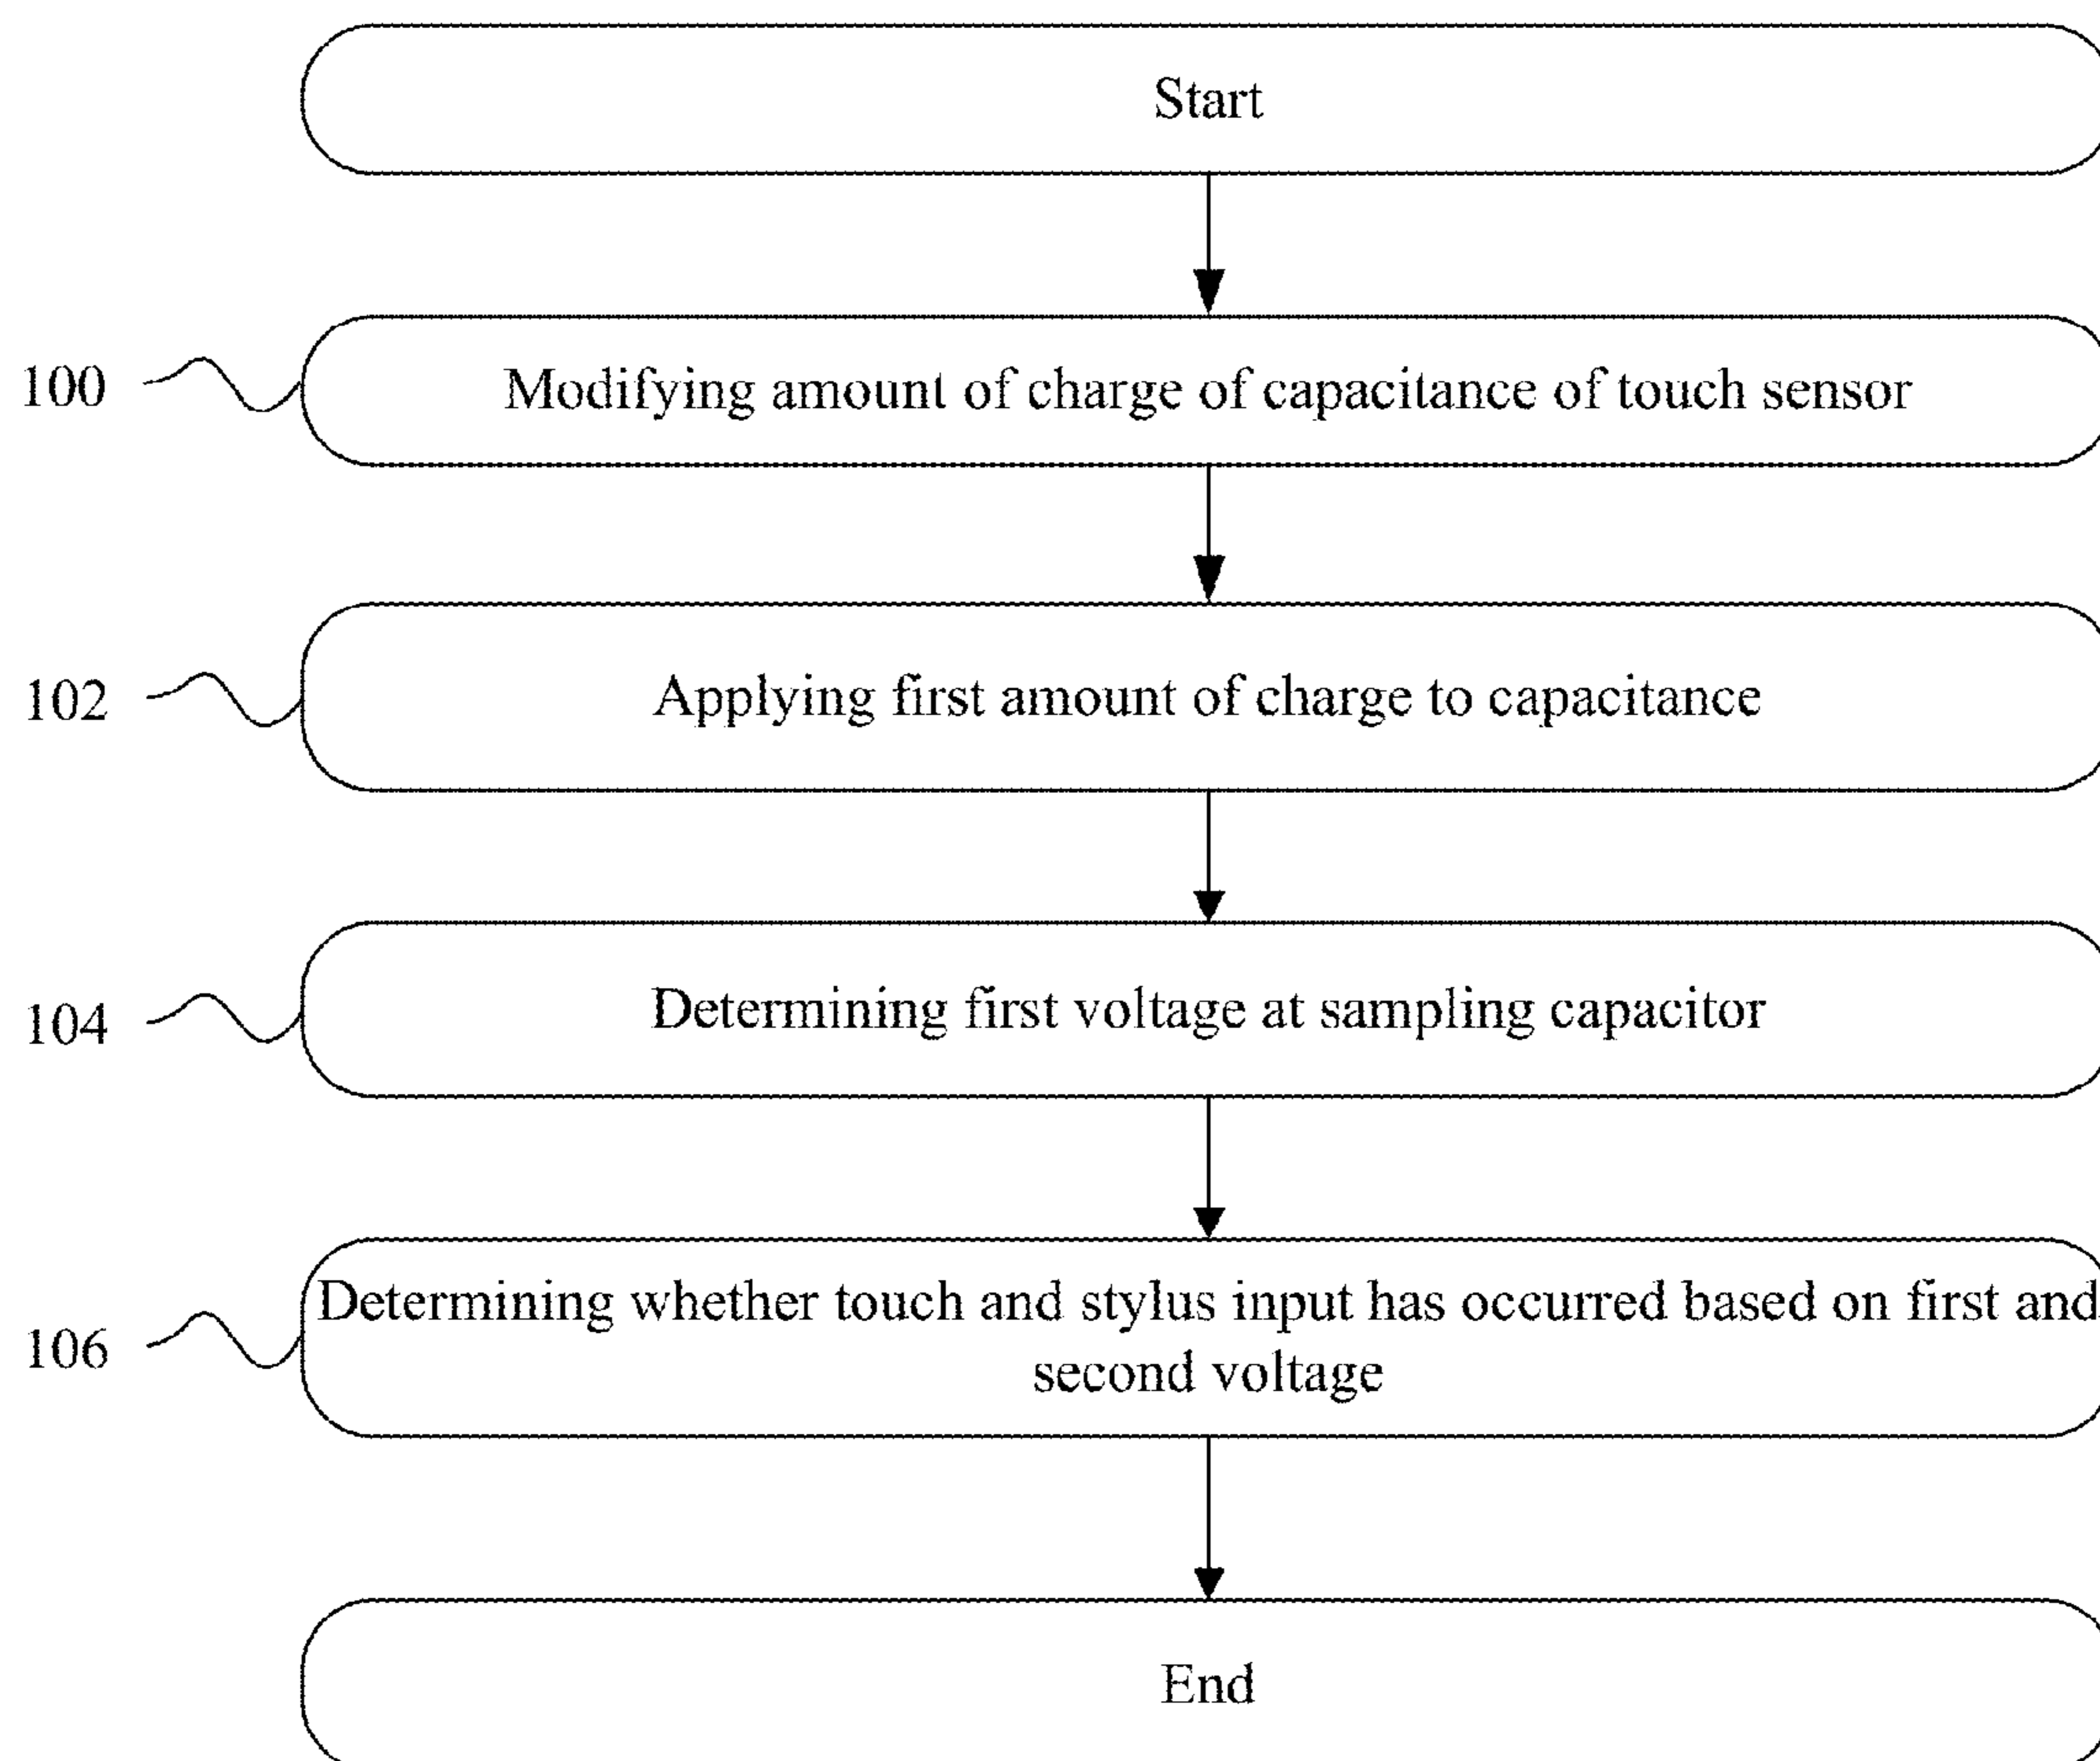 Start
100
Modifying amount of charge of capacitance of touch sensor
102
Applying first amount of charge to capacitance
104
Determining first voltage at sampling capacitor
106
Determining whether touch and stylus input has occurred based on first and
second voltage
End